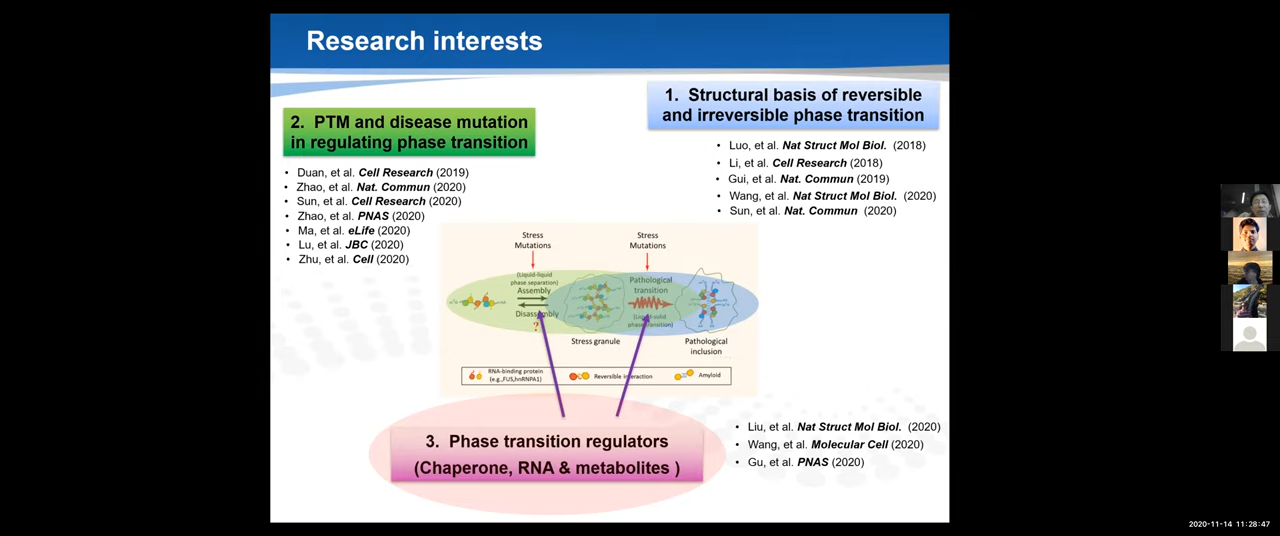 Research interests
1. Structural basis of reversible
and irreversible phase transition
• Luo, et al. Nat Struct Mol Biol. (2018)
• Li, et al. Cell Research (2018)
• Gui, et al. Nat. Commun (2019)
• Wang, et al. Nat Struct Mol Biol. (2020)
• Sun, et al. Nat. Commun (2020)
2. PTM and disease mutation
in regulating phase transition
• Duan, et al. Cell Research (2019)
• Zhao, et al. Nat. Commun (2020)
• Sun, et al. Cell Research (2020)
• Zhao, et al. PNAS (2020)
• Ma, et al. eLife (2020)
• Lu, et al. JBC (2020)
• Zhu, et al. Cell (2020)
Stress
Mutations
Stress
Mutations
(Liquid-liquid
phase separation)
Assembly
Disassembly
?
Pathological
transition
(Liquid-solid
phase transition)
Stress granule
Pathological
inclusion
RNA-binding protein
(e.g.,FUS,hnRNPA1)
Reversible interaction
Amyloid
3. Phase transition regulators
(Chaperone, RNA & metabolites )
• Liu, et al. Nat Struct Mol Biol. (2020)
• Wang, et al. Molecular Cell (2020)
• Gu, et al. PNAS (2020)
2020-11-14 11:28:47